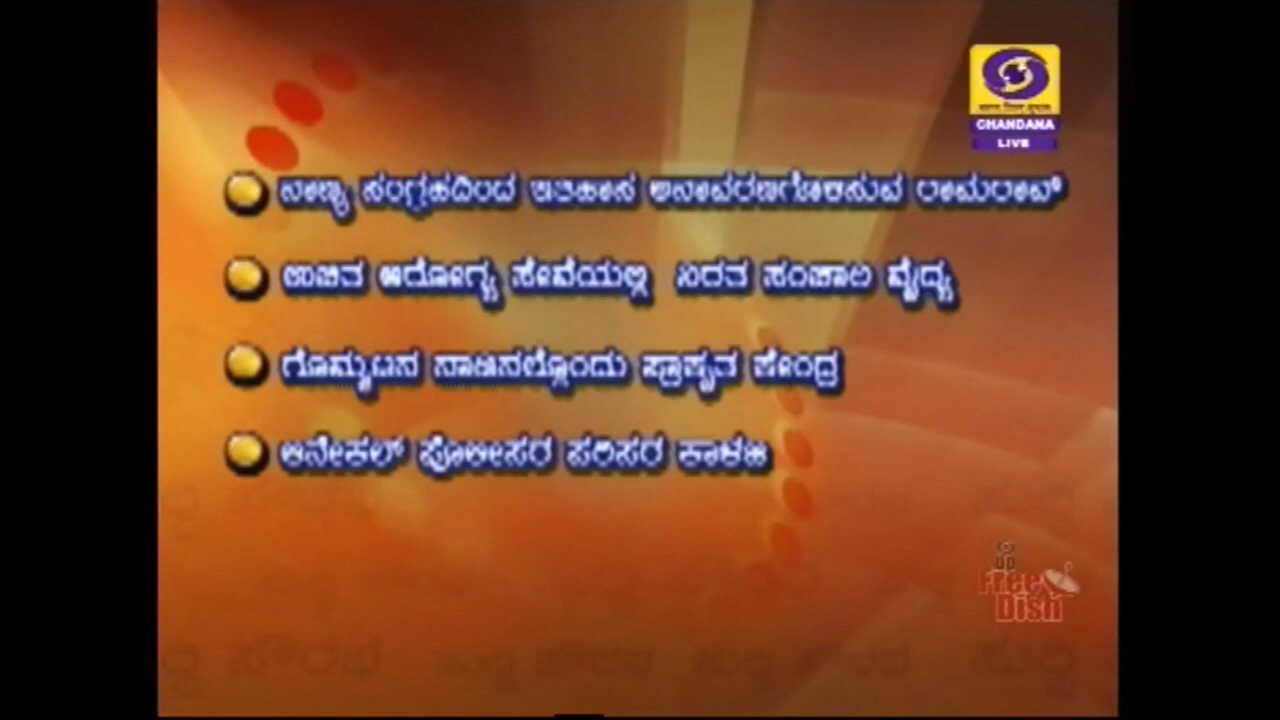 CHANDANA
LIVE
ನಾಣ್ಯ ಸಂಗ್ರಹದಿಂದ ಇತಿಹಾಸ ಅನಾವರಣಗೊಳಿಸುವ ರಾಮರಾವ್
ಉಚಿತ ಆರೋಗ್ಯ ಸೇವೆಯಲ್ಲಿ ನಿರತ ಸಂಚಾರಿ ವೈದ್ಯ
ಗೊಮ್ಮಟನ ನಾಡಿನಲ್ಲೊಂದು ಪ್ರಾಕೃತ ಕೇಂದ್ರ
ಆನೇಕಲ್ ಪೊಲೀಸರ ಪರಿಸರ ಕಾಳಜಿ
Free
Dish